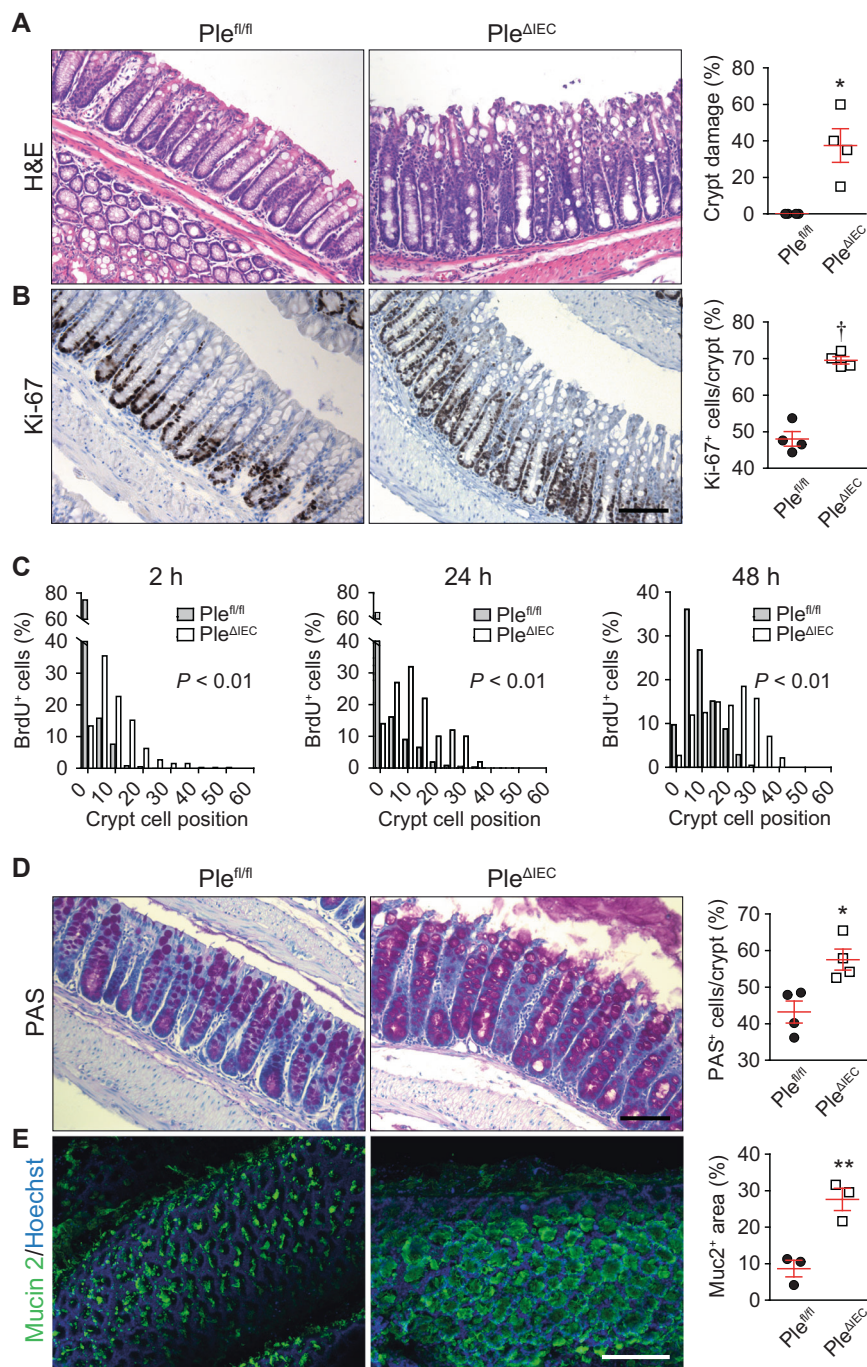 A
Ple^fl/fl
Ple^ΔIEC
H&E
Crypt damage (%)
80
60
40
20
0
*
Ple^fl/fl
Ple^ΔIEC
B
Ki-67
Ki-67⁺ cells/crypt (%)
80
70
60
50
40
†
Ple^fl/fl
Ple^ΔIEC
C
2 h
BrdU⁺ cells (%)
80
60
40
30
20
10
0
Ple^fl/fl
Ple^ΔIEC
P < 0.01
0 10 20 30 40 50 60
Crypt cell position
24 h
BrdU⁺ cells (%)
80
60
40
30
20
10
0
Ple^fl/fl
Ple^ΔIEC
P < 0.01
0 10 20 30 40 50 60
Crypt cell position
48 h
BrdU⁺ cells (%)
40
30
20
10
0
Ple^fl/fl
Ple^ΔIEC
P < 0.01
0 10 20 30 40 50 60
Crypt cell position
D
Ple^fl/fl
Ple^ΔIEC
PAS
PAS⁺ cells/crypt (%)
70
60
50
40
30
*
Ple^fl/fl
Ple^ΔIEC
E
Mucin 2/Hoechst
Muc2⁺ area (%)
40
30
20
10
0
**
Ple^fl/fl
Ple^ΔIEC